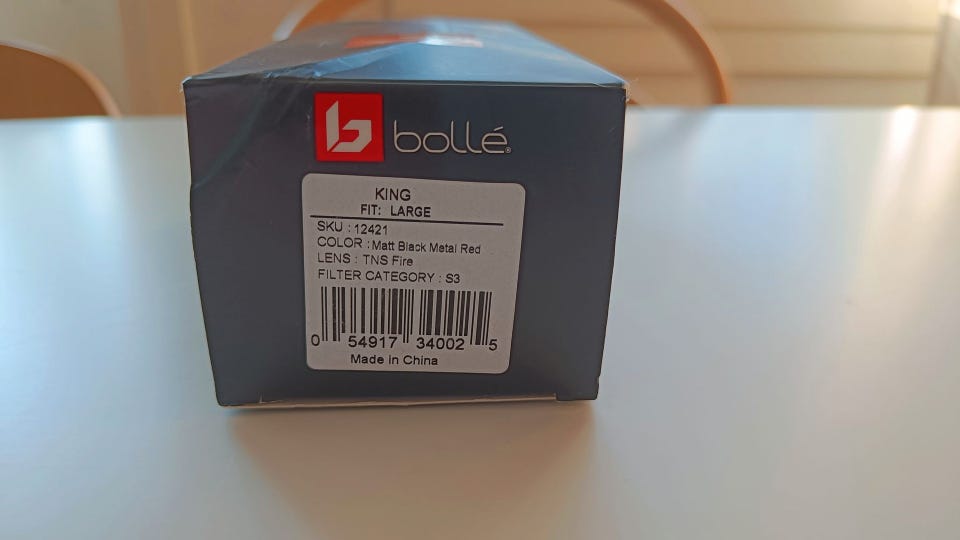 bollé®
KING
FIT: LARGE
SKU : 12421
COLOR : Matt Black Metal Red
LENS : TNS Fire
FILTER CATEGORY : S3
0 54917 34002 5
Made in China